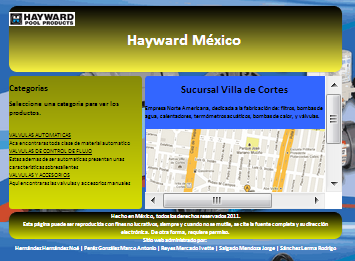 HAYWARD
POOL PRODUCTS
Hayward México
Categories
Seleccione una categoria para ver los
productos.
VALVULAS AUTOMATICAS
Aca encontraras toda clase de material automatico
VALVULAS DE CONTROL DE FLUJO
Estas ademas de ser automaticas presentan unas
caracteristicas sobresalientes
VALVULAS Y ACCESORIOS
Aqui encontraras las valvulas y accesorios manuales
Sucursal Villa de Cortes
Empresa Norte Americana, dedicada a la fabricación de: filtros, bombas de
agua, calentadores, termómetros acuáticos, bombas de calor, y válvulas.
Hecho en México, todos los derechos reservados 2011.
Esta página puede ser reproducida con fines no lucrativos, siempre y cuando no se mutile, se cite la fuente completa y su dirección
electrónica. De otra forma, requiere permiso.
Sitio web administrado por:
Hernández Hernández Noé | Panto González Marco Antonio | Reyes Mercado Ivette | Salgado Mendoza Jorge | Sánchez Lerma Rodrigo